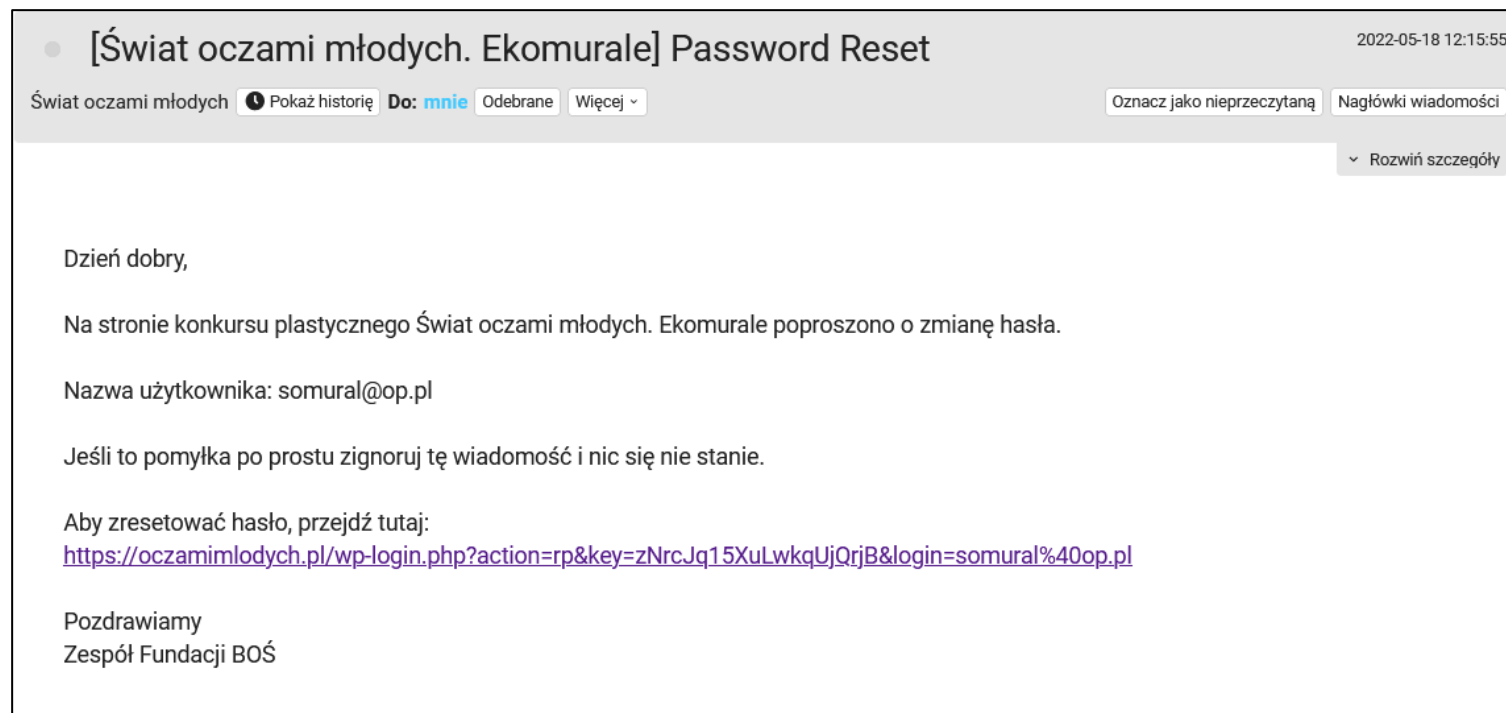 [Świat oczami młodych. Ekomurale] Password Reset
2022-05-18 12:15:55
Świat oczami młodych Pokaż historię Do: mnie Odebrane Więcej
Oznacz jako nieprzeczytaną Nagłówki wiadomości
Rozwiń szczegóły
Dzień dobry,
Na stronie konkursu plastycznego Świat oczami młodych. Ekomurale poproszono o zmianę hasła.
Nazwa użytkownika: somural@op.pl
Jeśli to pomyłka po prostu zignoruj tę wiadomość i nic się nie stanie.
Aby zresetować hasło, przejdź tutaj:
https://oczamimlodych.pl/wp-login.php?action=rp&key=zNrcJq15XuLwkqUjQrjB&login=somural%40op.pl
Pozdrawiamy
Zespół Fundacji BOŚ